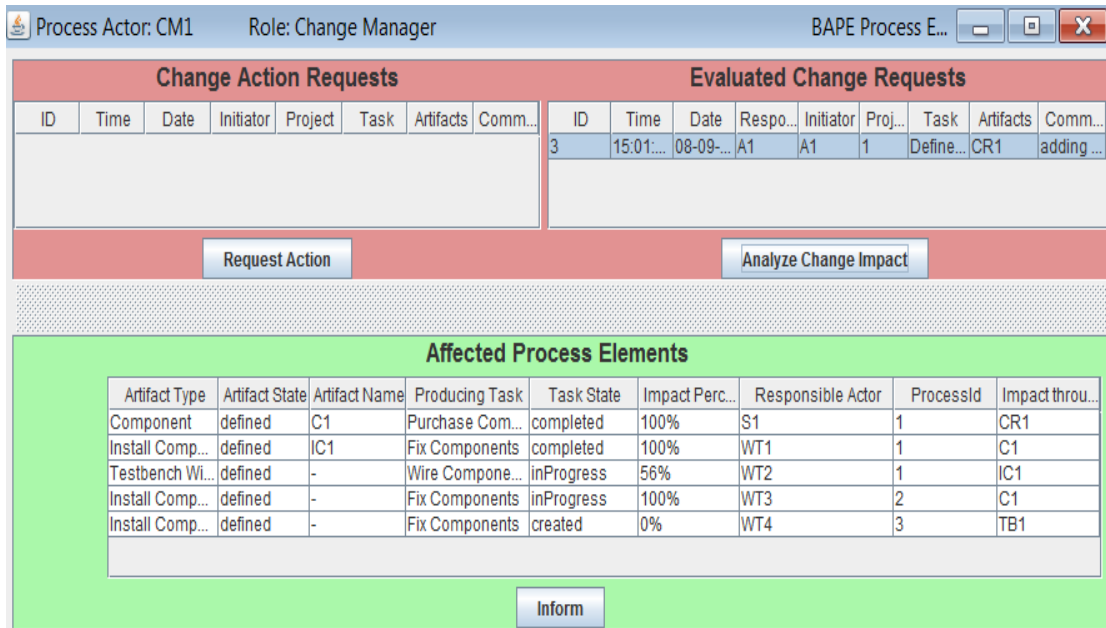 Process Actor: CM1 Role: Change Manager BAPE Process E...
Change Action Requests Evaluated Change Requests
ID Time Date Initiator Project Task Artifacts Comm... ID Time Date Respo... Initiator Proj... Task Artifacts Comm...
3 15:01:... 08-09-... A1 A1 1 Define... CR1 adding ...
Request Action Analyze Change Impact
Affected Process Elements
Artifact Type Artifact State Artifact Name Producing Task Task State Impact Perc... Responsible Actor ProcessId Impact throu...
Component defined C1 Purchase Com... completed 100% S1 1 CR1
Install Comp... defined IC1 Fix Components completed 100% WT1 1 C1
Testbench Wi... defined - Wire Compone... inProgress 56% WT2 1 IC1
Install Comp... defined - Fix Components inProgress 100% WT3 2 C1
Install Comp... defined - Fix Components created 0% WT4 3 TB1
Inform